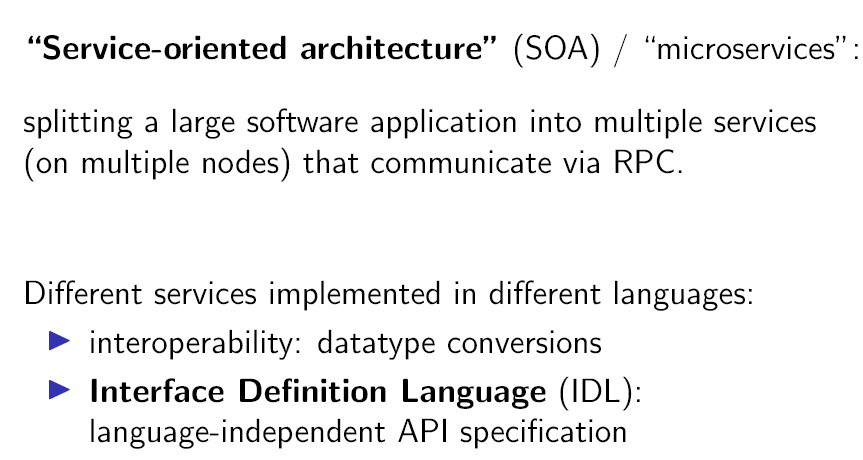 “Service-oriented architecture” (SOA) / “microservices”:
splitting a large software application into multiple services
(on multiple nodes) that communicate via RPC.
Different services implemented in different languages:
▶ interoperability: datatype conversions
▶ Interface Definition Language (IDL):
language-independent API specification